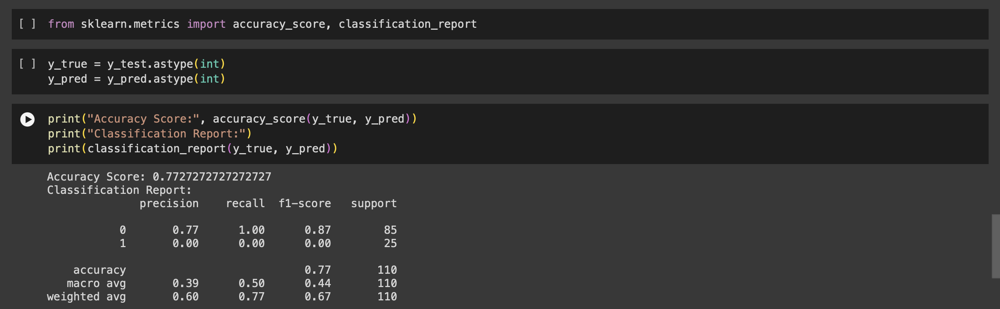 [ ] from sklearn.metrics import accuracy_score, classification_report
[ ] y_true = y_test.astype(int)
y_pred = y_pred.astype(int)
print("Accuracy Score:", accuracy_score(y_true, y_pred))
print("Classification Report:")
print(classification_report(y_true, y_pred))
Accuracy Score: 0.7727272727272727
Classification Report:
              precision    recall  f1-score   support

           0       0.77      1.00      0.87        85
           1       0.00      0.00      0.00        25

    accuracy                           0.77       110
   macro avg       0.39      0.50      0.44       110
weighted avg       0.60      0.77      0.67       110